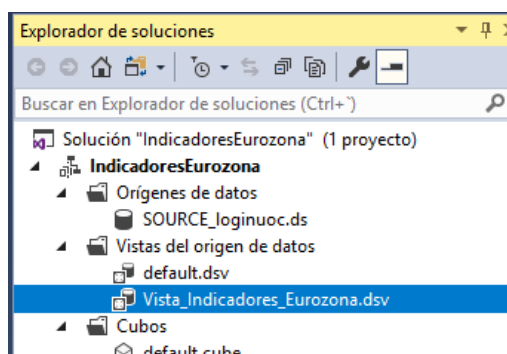 Explorador de soluciones
Buscar en Explorador de soluciones (Ctrl+`)
Solución "IndicadoresEurozona" (1 proyecto)
IndicadoresEurozona
Orígenes de datos
SOURCE_loginuoc.ds
Vistas del origen de datos
default.dsv
Vista_Indicadores_Eurozona.dsv
Cubos
default.cube